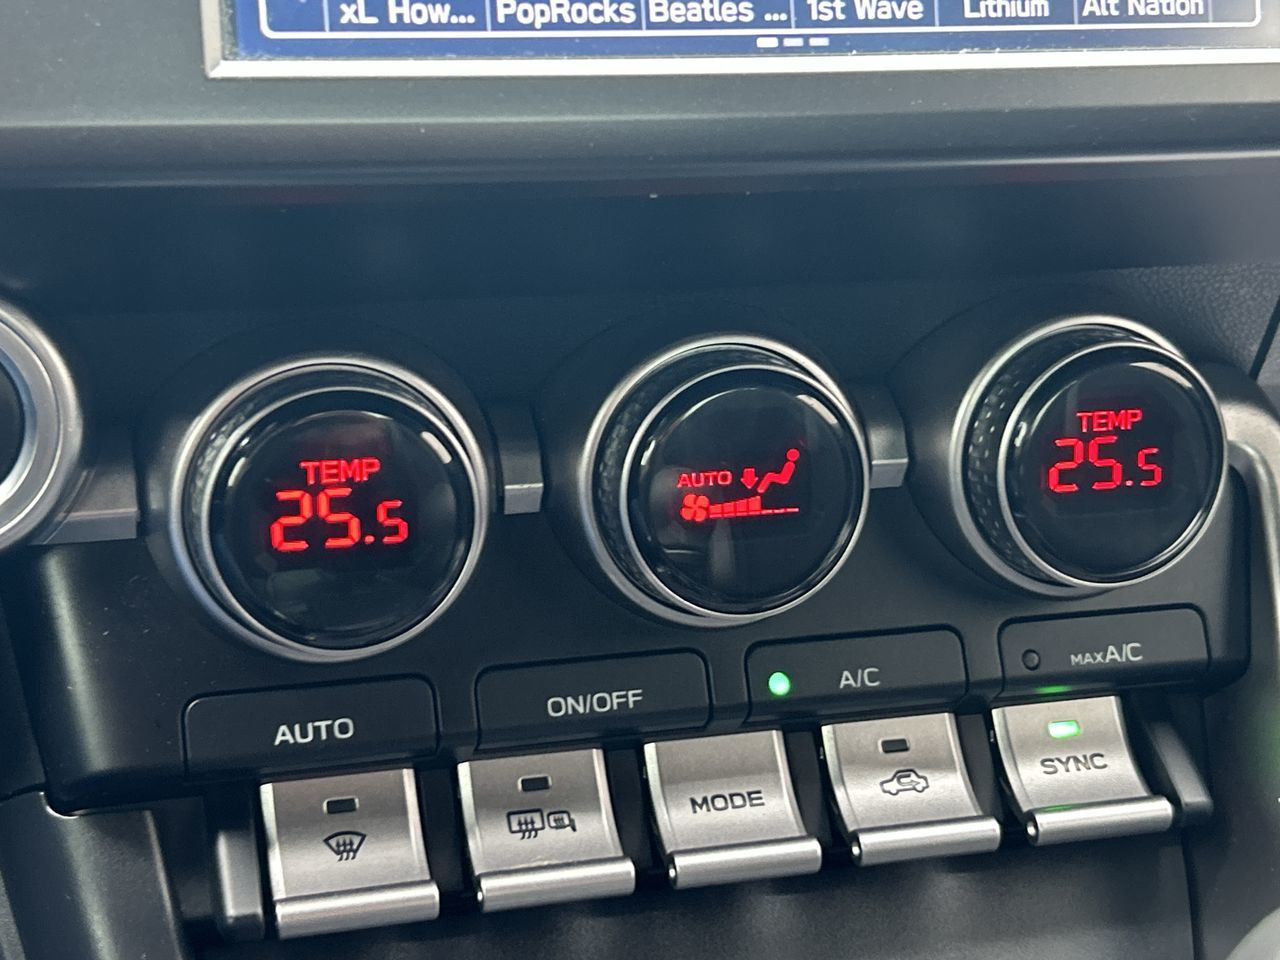 xL How... PopRocks Beatles ... 1st Wave Lithium Alt Nation
TEMP
25.5
AUTO
TEMP
25.5
AUTO
ON/OFF
A/C
MAX A/C
MODE
SYNC